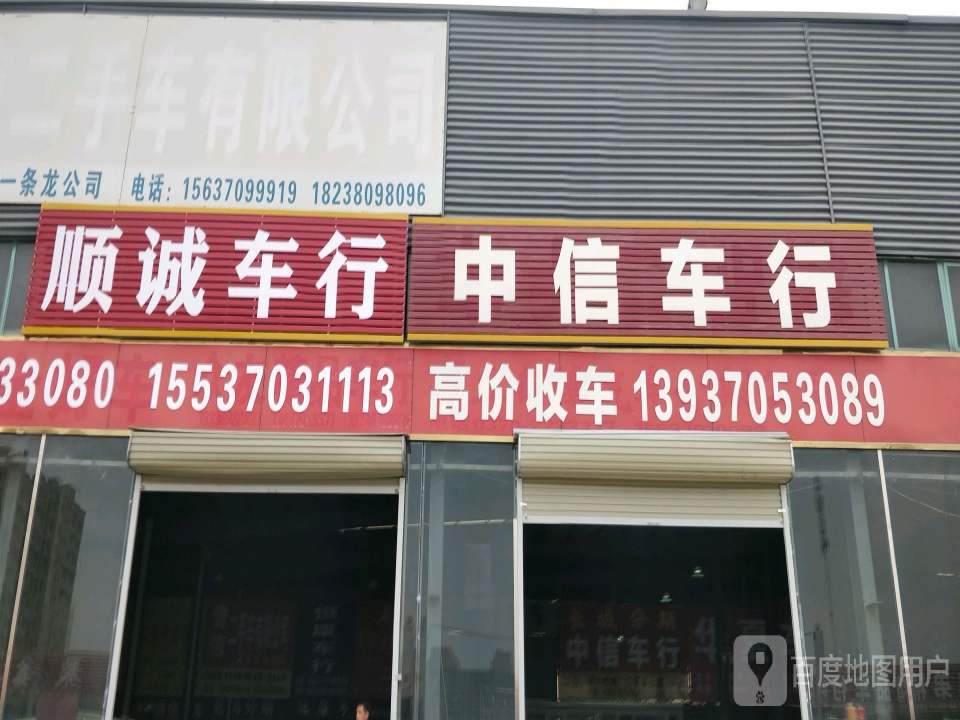 二手车有限公司
一条龙公司 电话：15637099919 18238098096
顺诚车行 中信车行
33080 15537031113 高价收车 13937053089
中信车行
百度地图用户